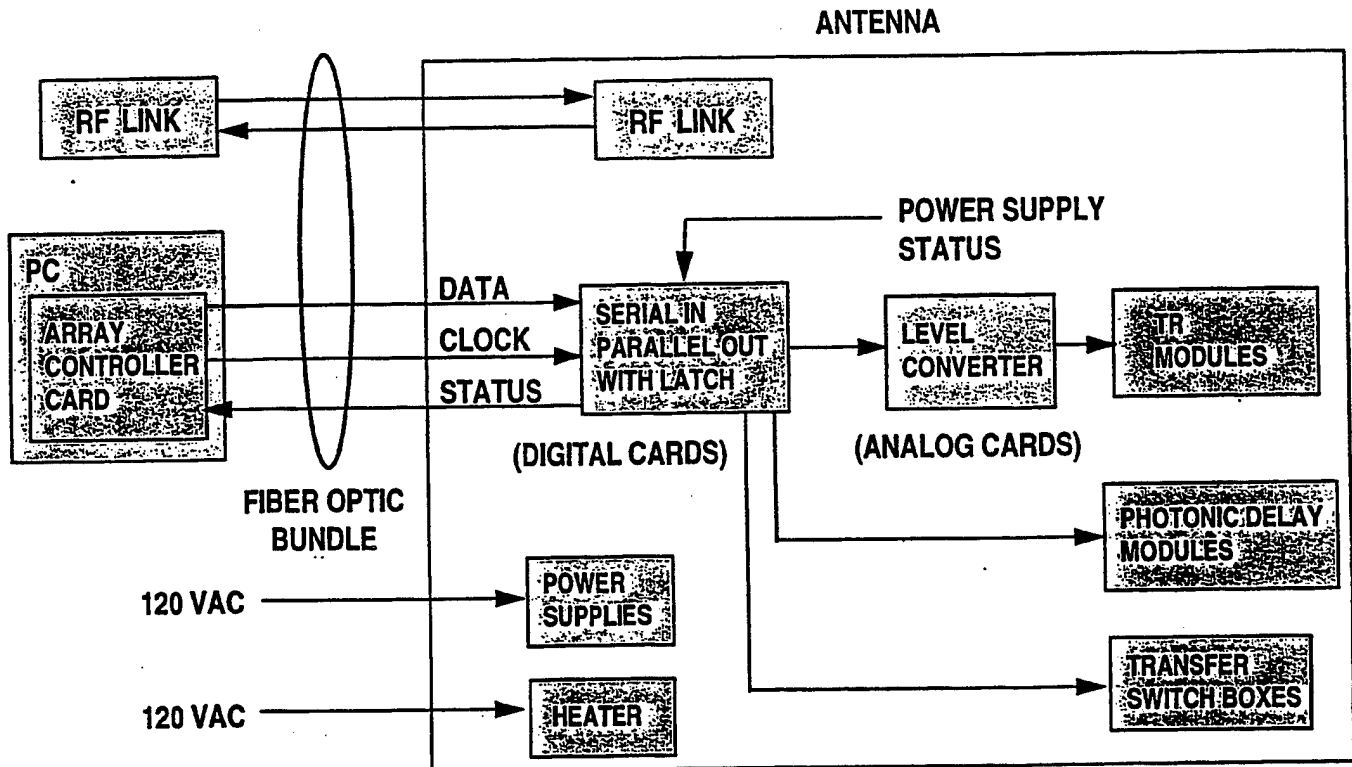 ANTENNA
RF LINK
RF LINK
POWER SUPPLY
STATUS
PC
ARRAY
CONTROLLER
CARD
DATA
CLOCK
STATUS
SERIAL IN
PARALLEL OUT
WITH LATCH
LEVEL
CONVERTER
TR
MODULES
(DIGITAL CARDS)
(ANALOG CARDS)
FIBER OPTIC
BUNDLE
PHOTONIC DELAY
MODULES
120 VAC
POWER
SUPPLIES
TRANSFER
SWITCH BOXES
120 VAC
HEATER